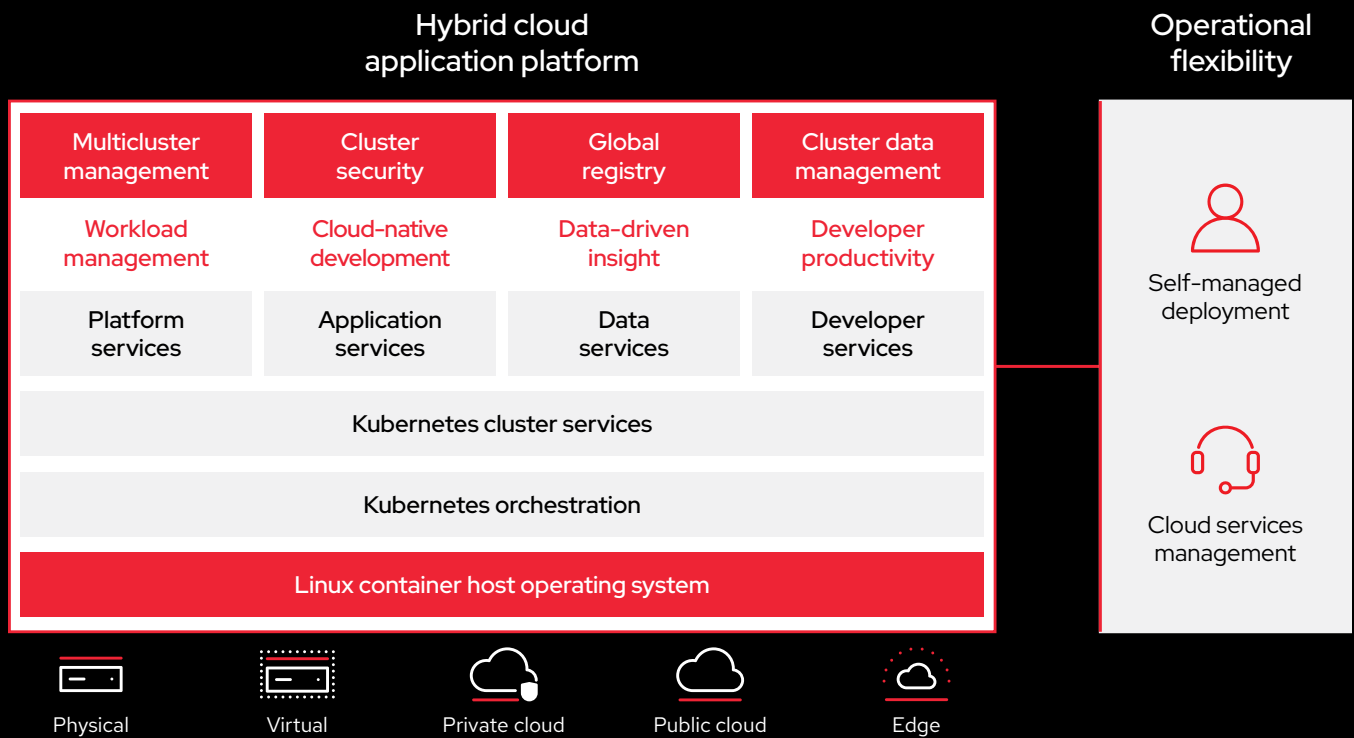 Hybrid cloud
application platform
Operational
flexibility
Multicluster
management
Cluster
security
Global
registry
Cluster data
management
Workload
management
Cloud-native
development
Data-driven
insight
Developer
productivity
Platform
services
Application
services
Data
services
Developer
services
Kubernetes cluster services
Kubernetes orchestration
Linux container host operating system
Self-managed
deployment
Cloud services
management
Physical
Virtual
Private cloud
Public cloud
Edge